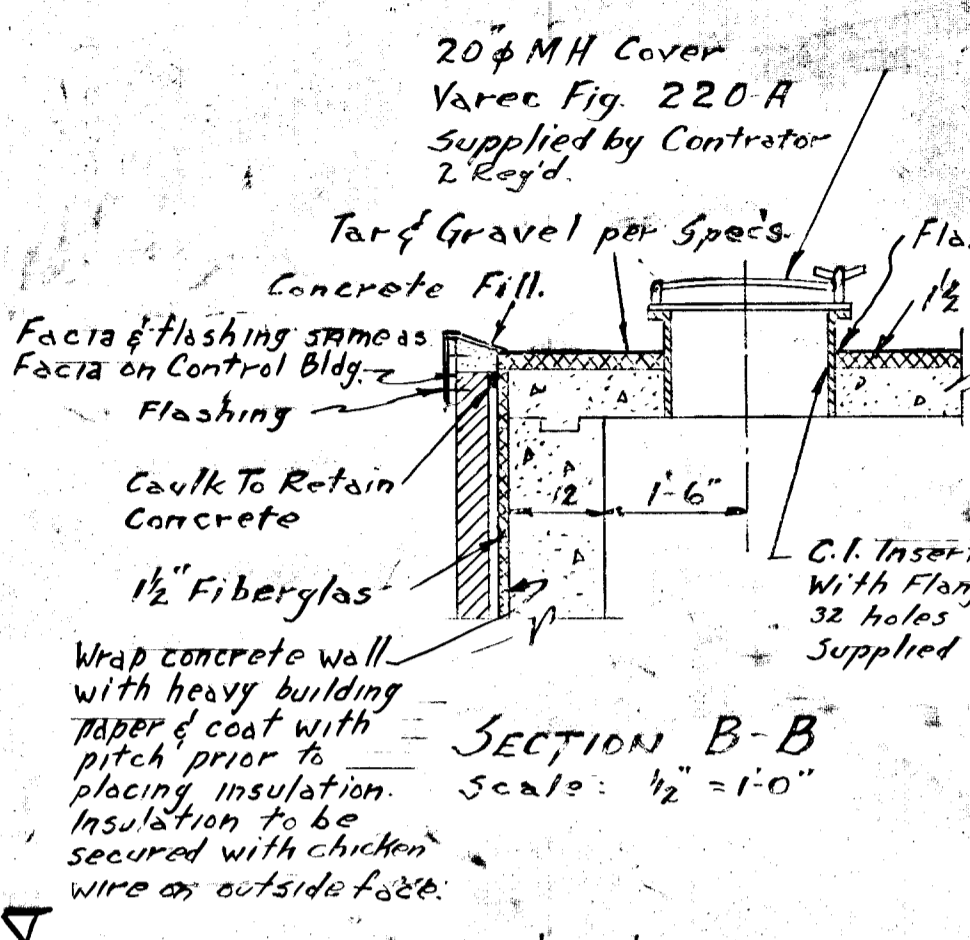 20"φ MH Cover
Varec Fig. 220-A
Supplied by Contrator
2 Req'd.
Tar & Gravel per Spec's.
Concrete Fill.
Facia & flashing same as
Facia on Control Bldg.
Flashing
Caulk To Retain
Concrete
1½" Fiberglas
Wrap concrete wall
with heavy building
paper & coat with
pitch prior to
placing insulation.
Insulation to be
secured with chicken
wire on outside face.
12
1'-6"
1½
C.I.
With
32 holes
Supplied
SECTION B-B
Scale: ½" = 1'-0"